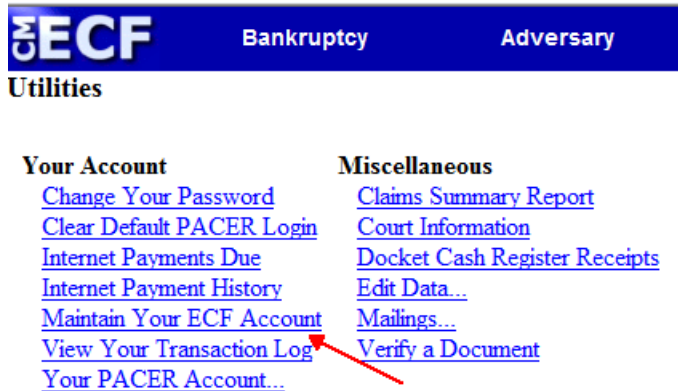 CM ECF Bankruptcy Adversary
Utilities
Your Account
Change Your Password
Clear Default PACER Login
Internet Payments Due
Internet Payment History
Maintain Your ECF Account
View Your Transaction Log
Your PACER Account...
Miscellaneous
Claims Summary Report
Court Information
Docket Cash Register Receipts
Edit Data...
Mailings...
Verify a Document